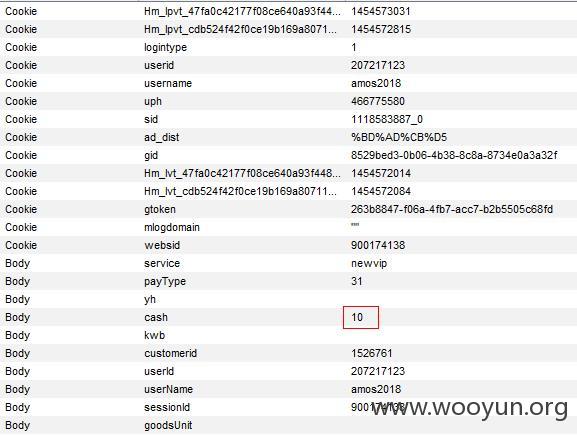 Cookie Hm_lpvt_47fa0c42177f08ce640a93f44... 1454573031
Cookie Hm_lpvt_cdb524f42f0ce19b169a8071... 1454572815
Cookie logintype 1
Cookie userid 207217123
Cookie username amos2018
Cookie uph 466775580
Cookie sid 1118583887_0
Cookie ad_dist %BD%AD%CB%D5
Cookie gid 8529bed3-0b06-4b38-8c8a-8734e0a3a32f
Cookie Hm_lvt_47fa0c42177f08ce640a93f448... 1454572014
Cookie Hm_lvt_cdb524f42f0ce19b169a80711... 1454572084
Cookie gtoken 263b8847-f06a-4fb7-acc7-b2b5505c68fd
Cookie mlogdomain ""
Cookie websid 900174138
Body service newvip
Body payType 31
Body yh
Body cash 10
Body kwb
Body customerid 1526761
Body userId 207217123
Body userName amos2018
Body sessionId 900174138
Body goodsUnit
www.wooyun.org